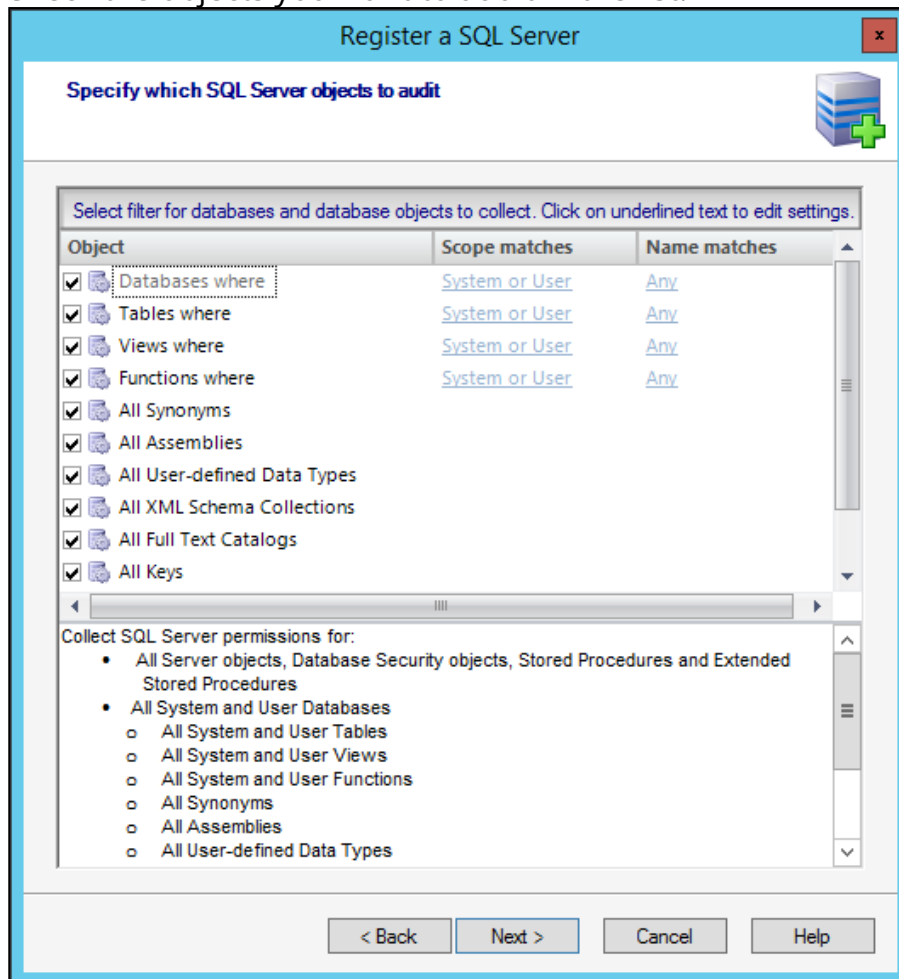 Register a SQL Server
x
Specify which SQL Server objects to audit
Select filter for databases and database objects to collect. Click on underlined text to edit settings.
Object Scope matches Name matches
Databases where System or User Any
Tables where System or User Any
Views where System or User Any
Functions where System or User Any
All Synonyms
All Assemblies
All User-defined Data Types
All XML Schema Collections
All Full Text Catalogs
All Keys
Collect SQL Server permissions for:
• All Server objects, Database Security objects, Stored Procedures and Extended
Stored Procedures
• All System and User Databases
o All System and User Tables
o All System and User Views
o All System and User Functions
o All Synonyms
o All Assemblies
o All User-defined Data Types
< Back Next > Cancel Help